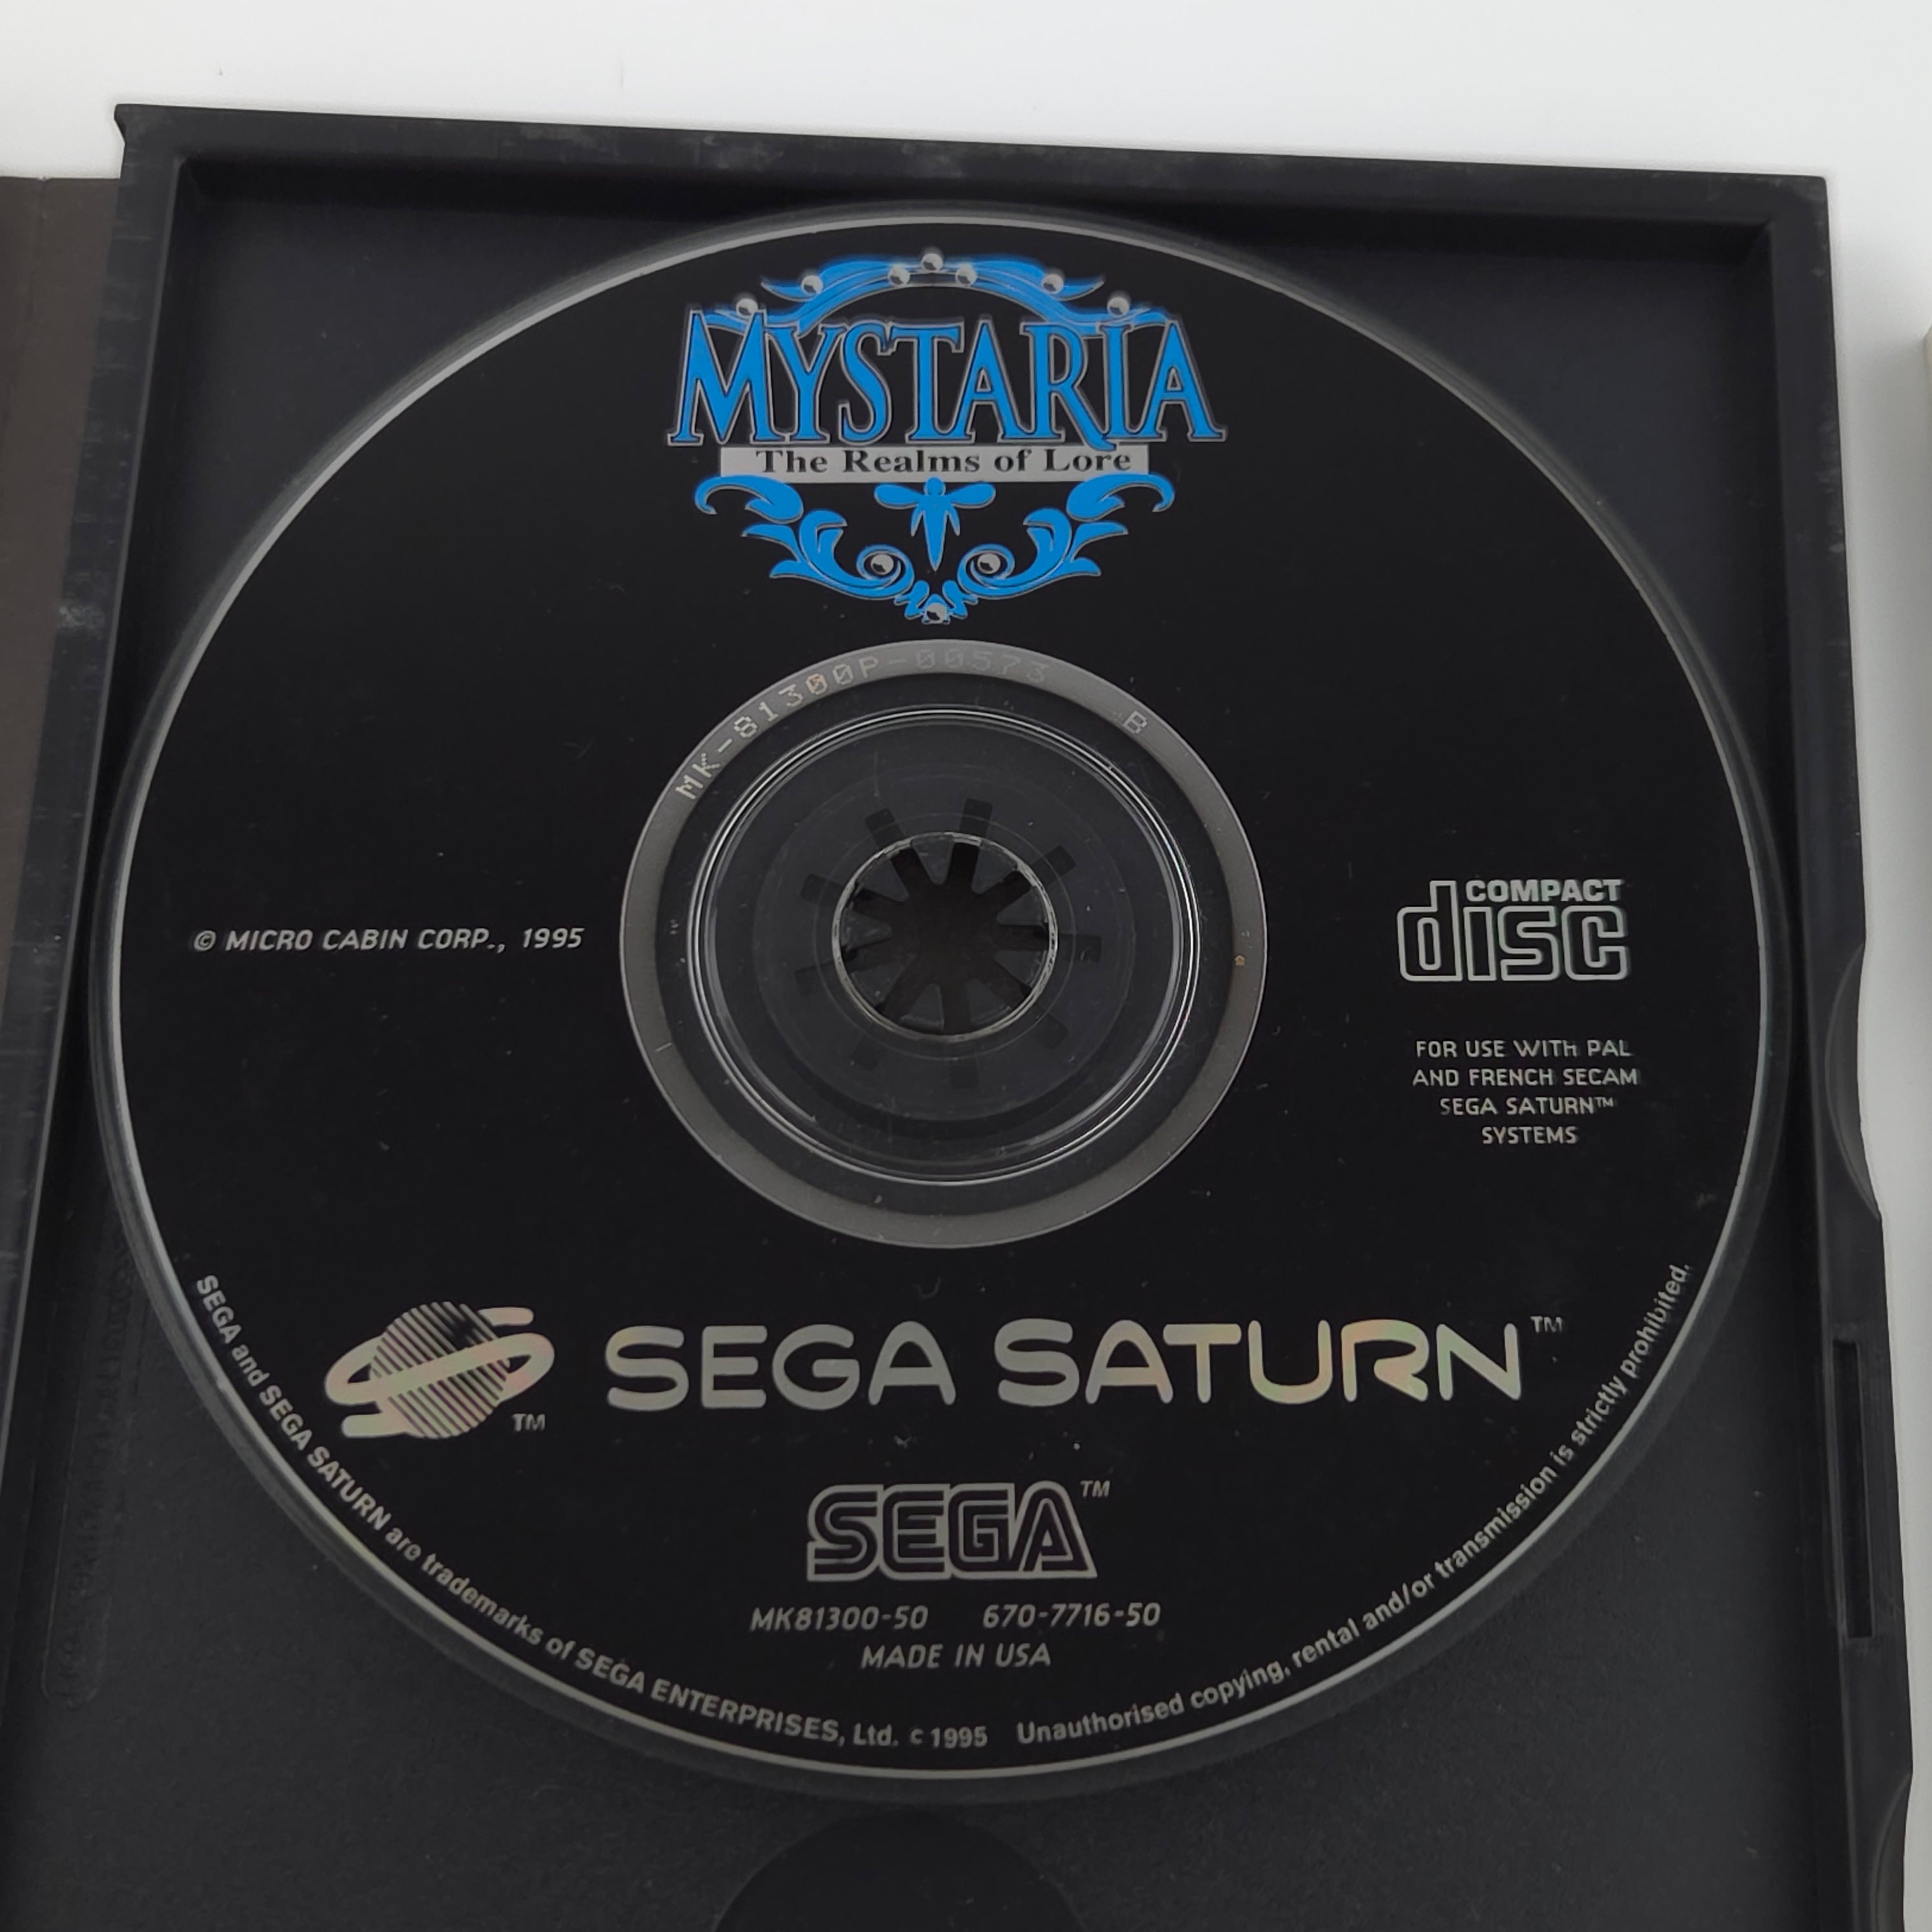 MYSTARIA
The Realms of Lore
MK-81300P-00573 B
© MICRO CABIN CORP., 1995
COMPACT
disc
FOR USE WITH PAL
AND FRENCH SECAM
SEGA SATURN™
SYSTEMS
TM
SEGA SATURN™
SEGA™
MK81300-50 670-7716-50
MADE IN USA
SEGA and SEGA SATURN are trademarks of SEGA ENTERPRISES, Ltd. c 1995 Unauthorised copying, rental and/or transmission is strictly prohibited.